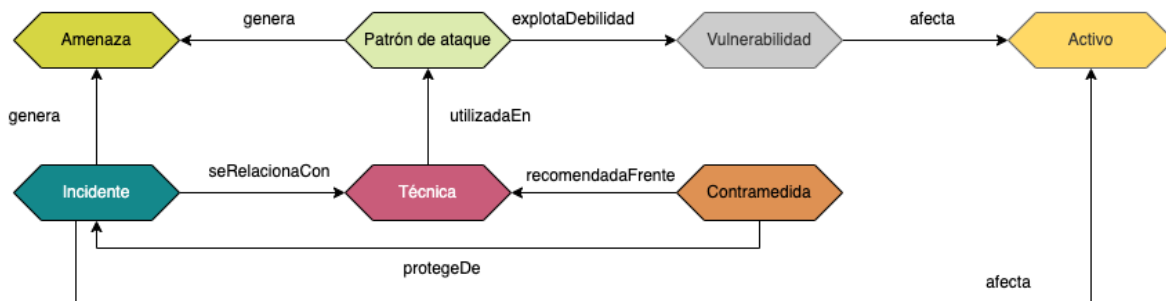 genera
explotaDebilidad
afecta
Amenaza
Patrón de ataque
Vulnerabilidad
Activo
genera
utilizadaEn
seRelacionaCon
recomendadaFrente
Incidente
Técnica
Contramedida
protegeDe
afecta